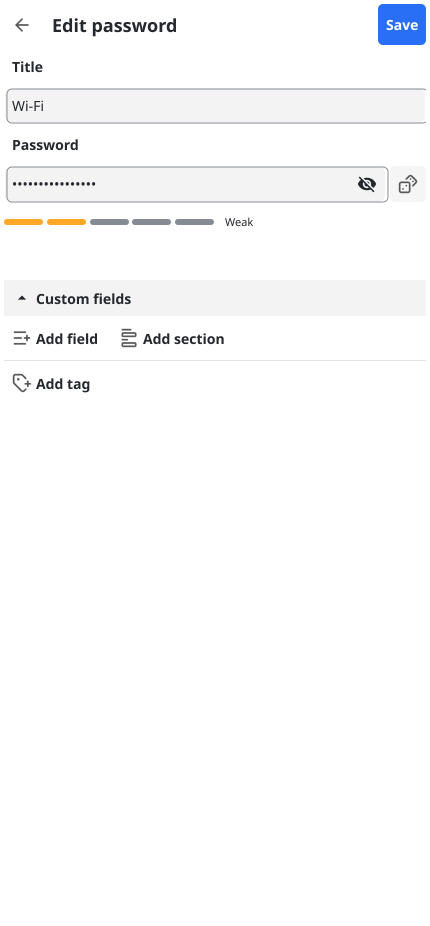 Edit password
Save
Title
Wi-Fi
Password
••••••••••••••••
Weak
Custom fields
Add field
Add section
Add tag